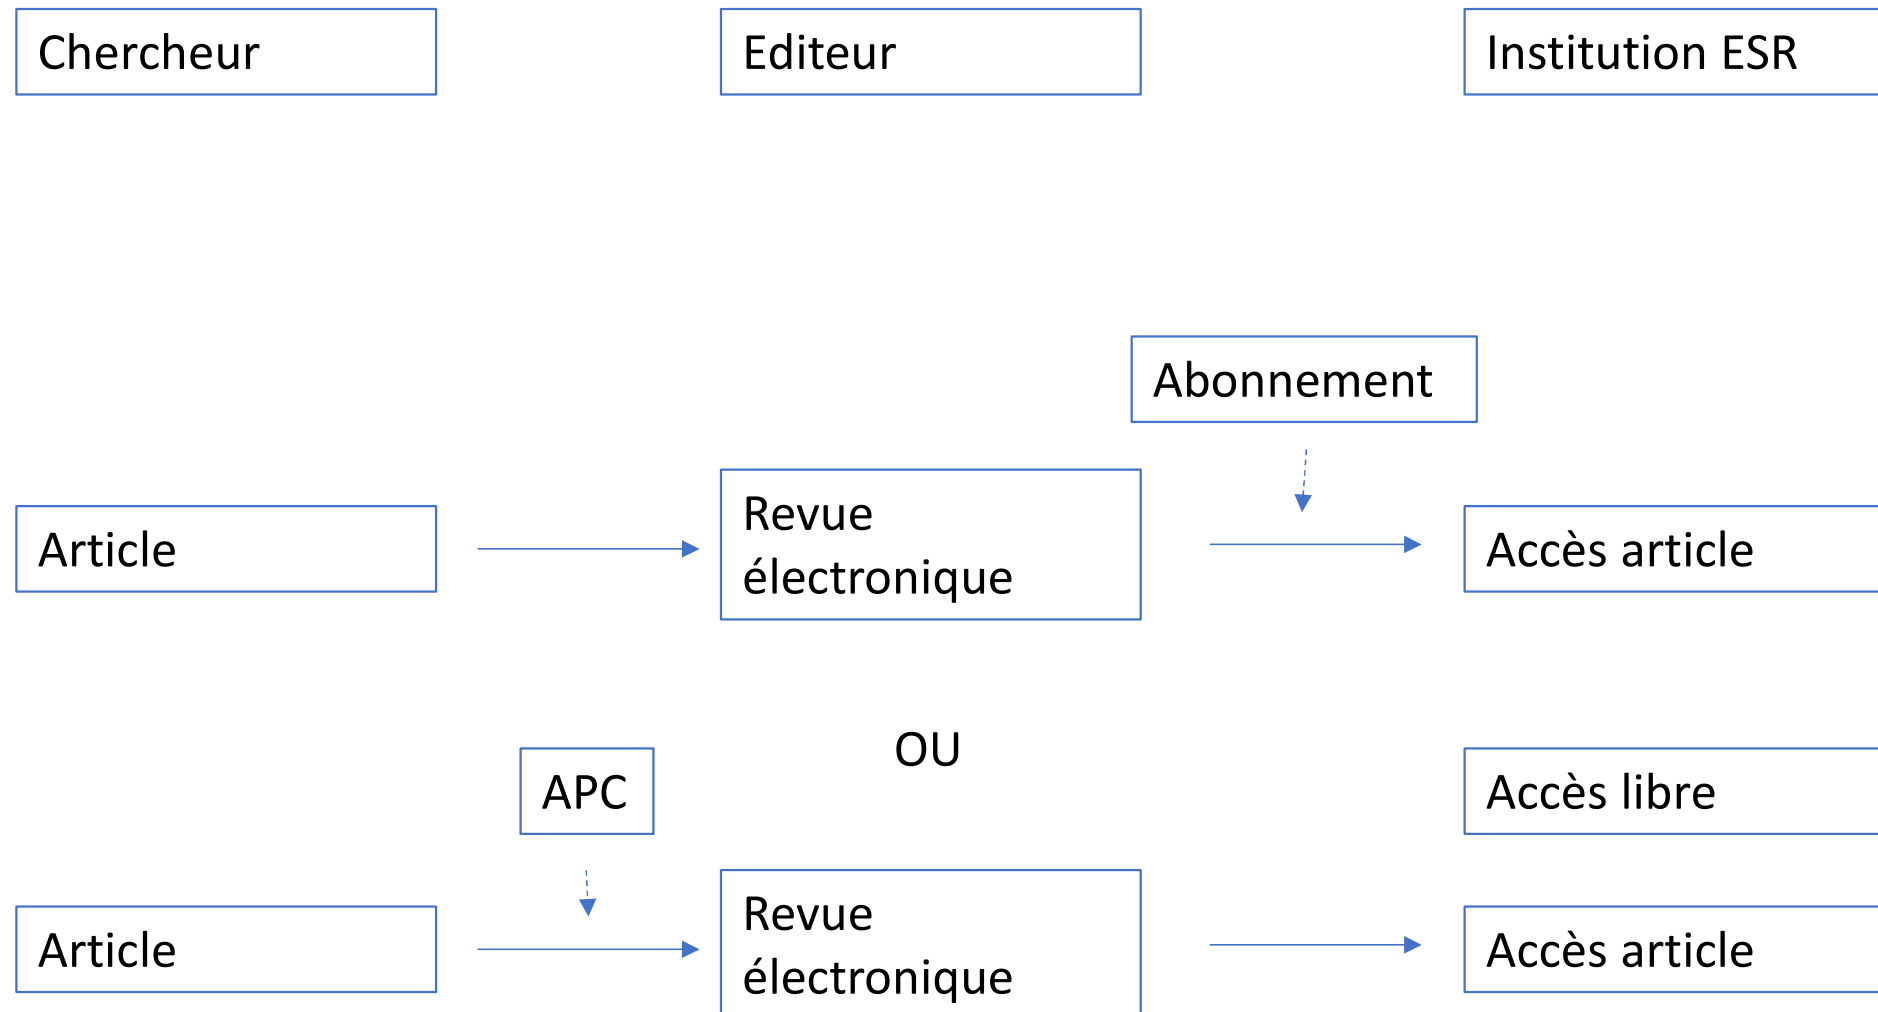 Chercheur
Editeur
Institution ESR
Abonnement
Article
Revue
électronique
Accès article
OU
APC
Accès libre
Article
Revue
électronique
Accès article